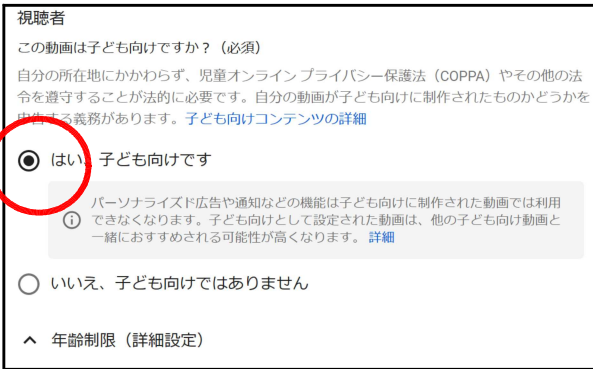 視聴者
この動画は子ども向けですか？（必須）
自分の所在地にかかわらず、児童オンライン プライバシー保護法（COPPA）やその他の法
令を遵守することが法的に必要です。自分の動画が子ども向けに制作されたものかどうかを
申告する義務があります。子ども向けコンテンツの詳細
はい、子ども向けです
パーソナライズド広告や通知などの機能は子ども向けに制作された動画では利用
できなくなります。子ども向けとして設定された動画は、他の子ども向け動画と
一緒におすすめされる可能性が高くなります。 詳細
いいえ、子ども向けではありません
年齢制限（詳細設定）